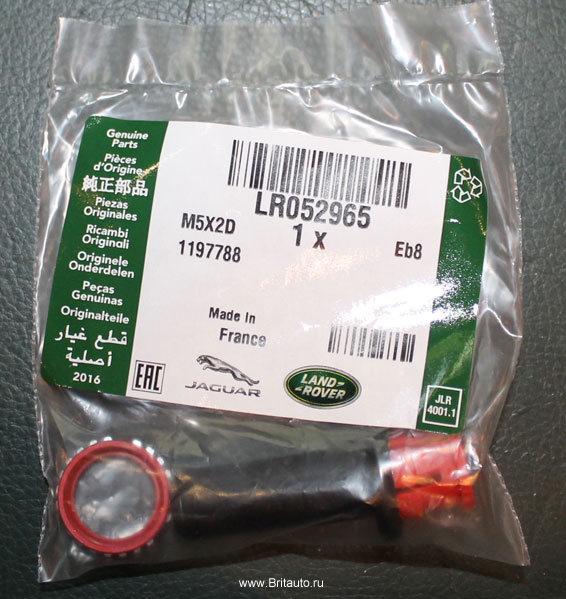 Genuine
Parts
Pièces
d'Origine
純正部品
Piezas
Originales
Ricambi
Originali
Originele
Onderdelen
Peças
Genuinas
Originalteile
قطع غيار
أصلية
2016
LR052965
1 x
M5X2D
1197788
Eb8
Made In
France
EAC
JAGUAR
LAND-
-ROVER
JLR
4001.1
www.Britauto.ru